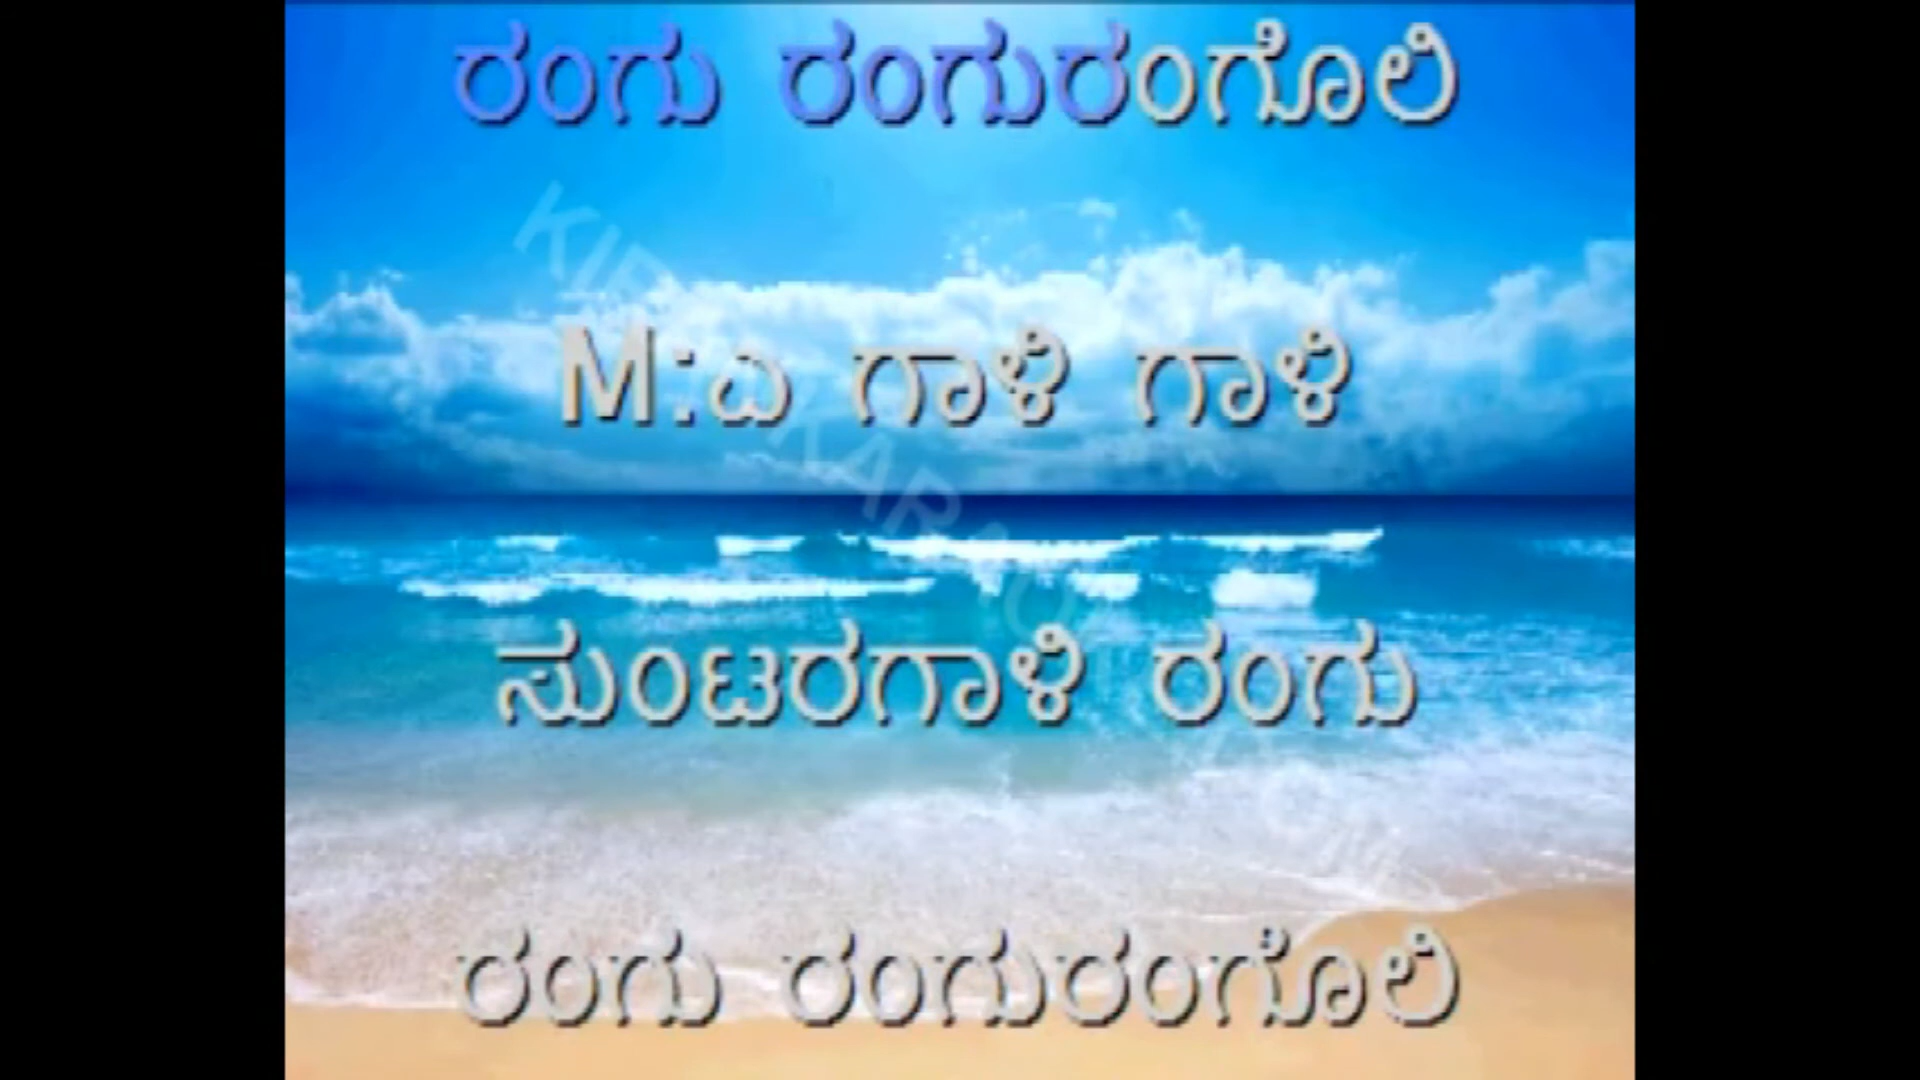 ರಂಗು ರಂಗುರಂಗೊಲಿ
M:ಎ ಗಾಳಿ ಗಾಳಿ
ಸುಂಟರಗಾಳಿ ರಂಗು
ರಂಗು ರಂಗುರಂಗೊಲಿ